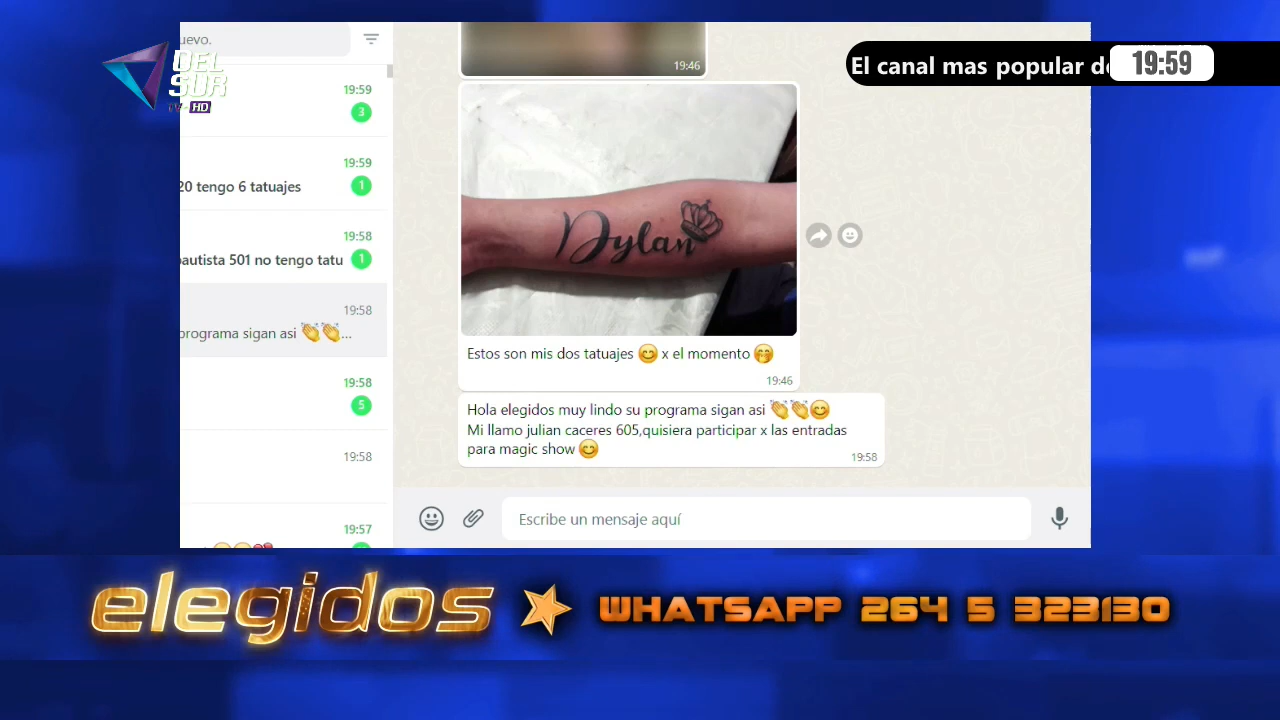 uevo.
DEL
SUR
TV-HD
19:59
3
19:59
20 tengo 6 tatuajes
1
19:58
bautista 501 no tengo tatu
1
19:58
programa sigan asi 👏👏...
19:58
5
19:58
19:57
19:46
El canal mas popular de
19:59
Dylan
Estos son mis dos tatuajes 😊 x el momento 🤭
19:46
Hola elegidos muy lindo su programa sigan asi 👏👏😊
Mi llamo julian caceres 605,quisiera participar x las entradas
para magic show 😊
19:58
Escribe un mensaje aquí
elegidos
WHATSAPP 264 5 323130